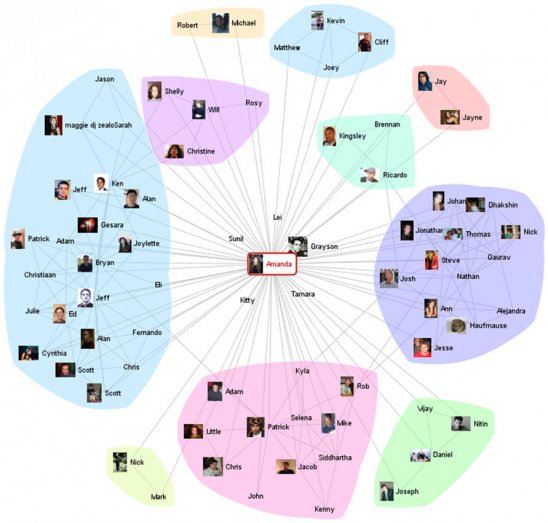 Robert
Michael
Kevin
Matthew
Cliff
Joey
Jason
Shelly
Will
Rosy
Christine
Jay
Jayne
Brennan
Kingsley
Ricardo
maggie dj zealoSarah
Jeff
Ken
Alan
Gesara
Patrick
Adam
Joylette
Bryan
Christiaan
Jeff
Eli
Julie
Ed
Alan
Fernando
Cynthia
Scott
Chris
Scott
Lei
Sunil
Grayson
Amanda
Kitty
Tamara
Johan
Dhakshin
Jonathar
Thomas
Nick
Steve
Gaurav
Josh
Nathan
Ann
Alejandra
Haufmause
Jesse
Kyla
Adam
Rob
Little
Patrick
Selena
Mike
Chris
Jacob
Siddhartha
John
Kenny
Nick
Mark
Vijay
Nitin
Daniel
Joseph